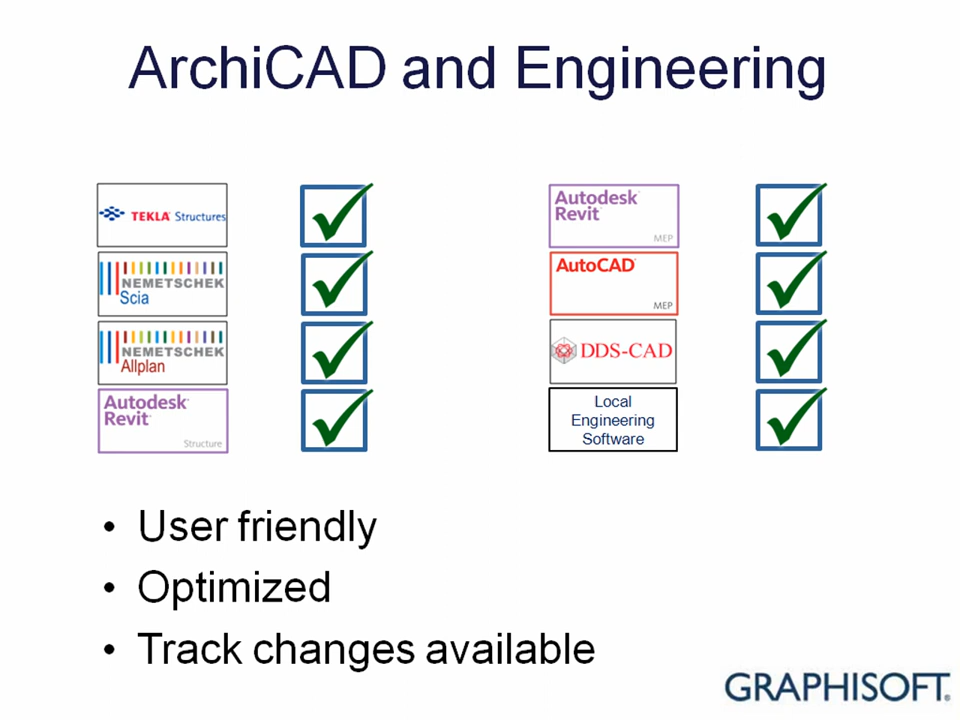 ArchiCAD and Engineering
TEKLA Structures
NEMETSCHEK
Scia
NEMETSCHEK
Allplan
Autodesk®
Revit®
Structure
Autodesk®
Revit®
MEP
AutoCAD®
MEP
DDS-CAD
Local
Engineering
Software
• User friendly
• Optimized
• Track changes available
GRAPHISOFT®